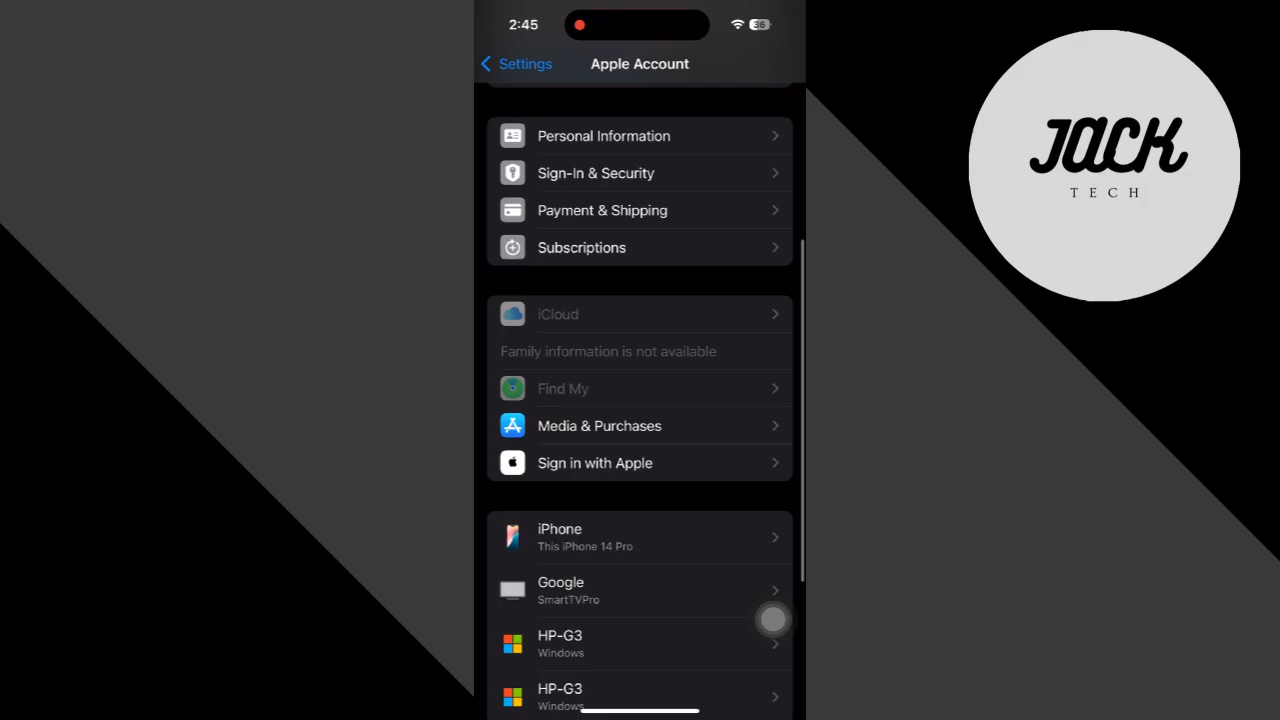 2:45
36
Settings
Apple Account
JACK
TECH
Personal Information
Sign-In & Security
Payment & Shipping
Subscriptions
iCloud
Family information is not available
Find My
Media & Purchases
Sign in with Apple
iPhone
This iPhone 14 Pro
Google
SmartTVPro
HP-G3
Windows
HP-G3
Windows